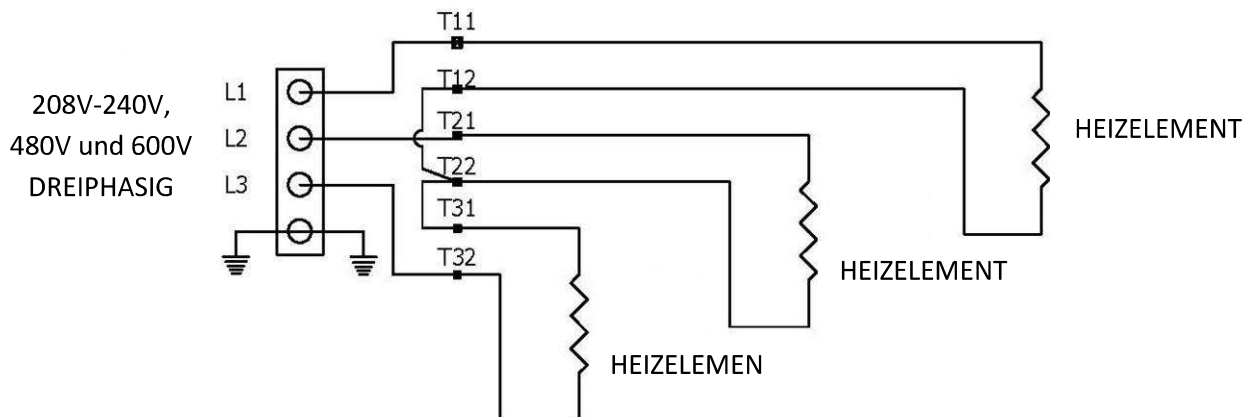 T11
208V-240V,
480V und 600V
DREIPHASIG
L1
L2
L3
T12
T21
T22
T31
T32
HEIZELEMENT
HEIZELEMENT
HEIZELEMEN